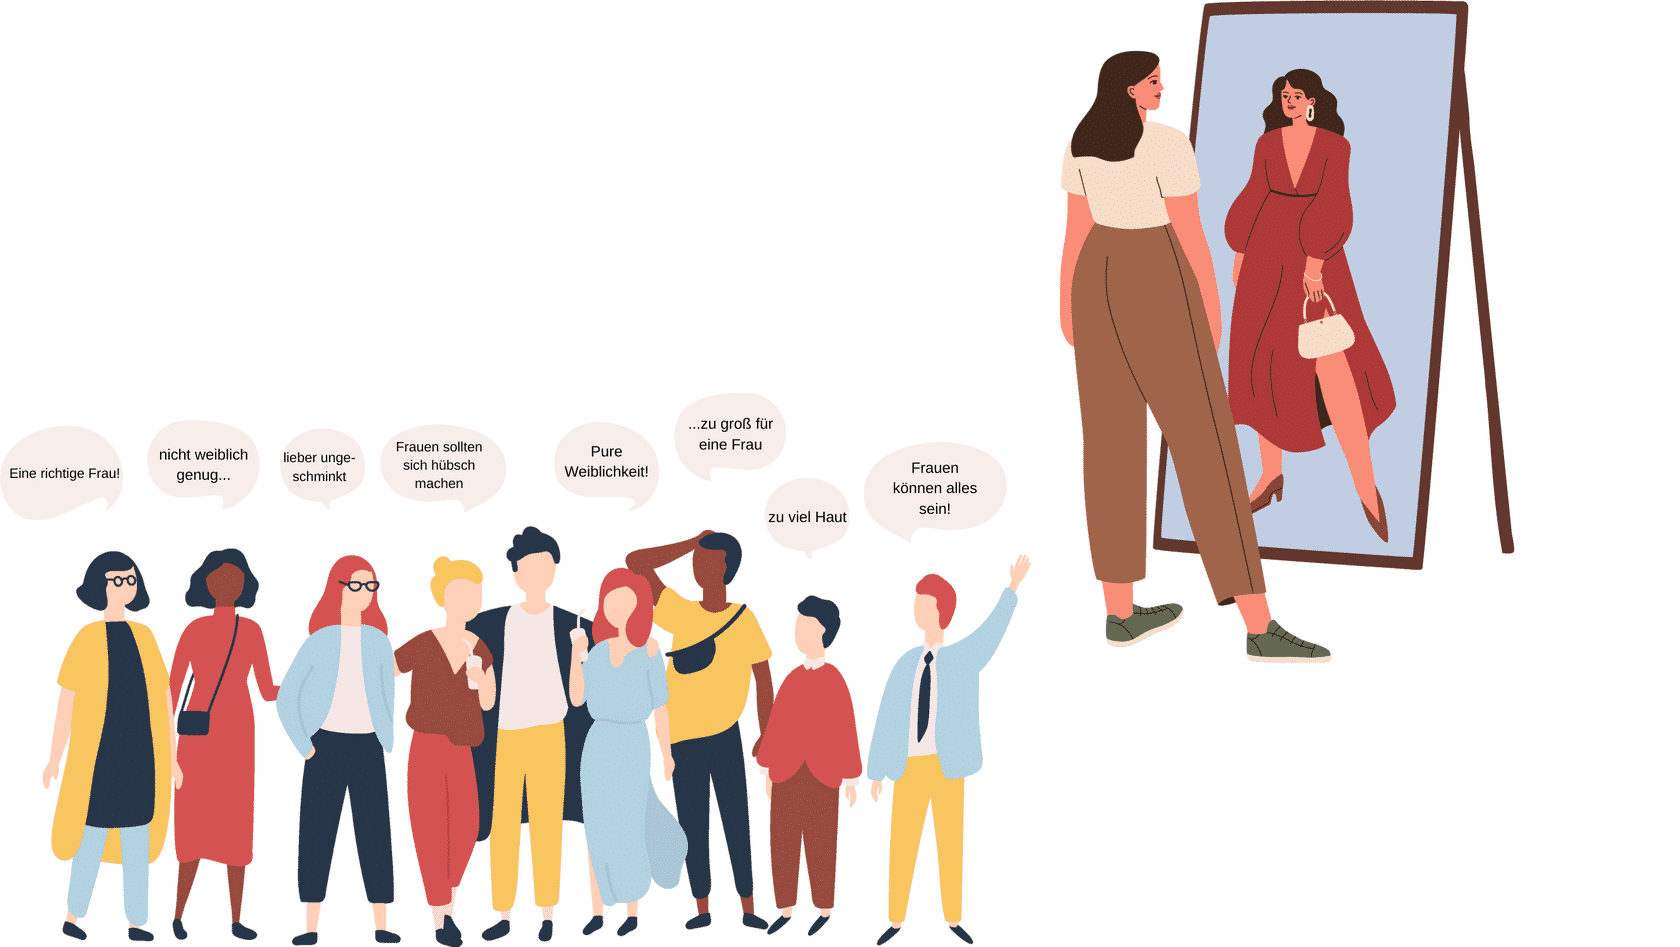 Eine richtige Frau!
nicht weiblich
genug...
lieber unge-
schminkt
Frauen sollten
sich hübsch
machen
Pure
Weiblichkeit!
...zu groß für
eine Frau
zu viel Haut
Frauen
können alles
sein!